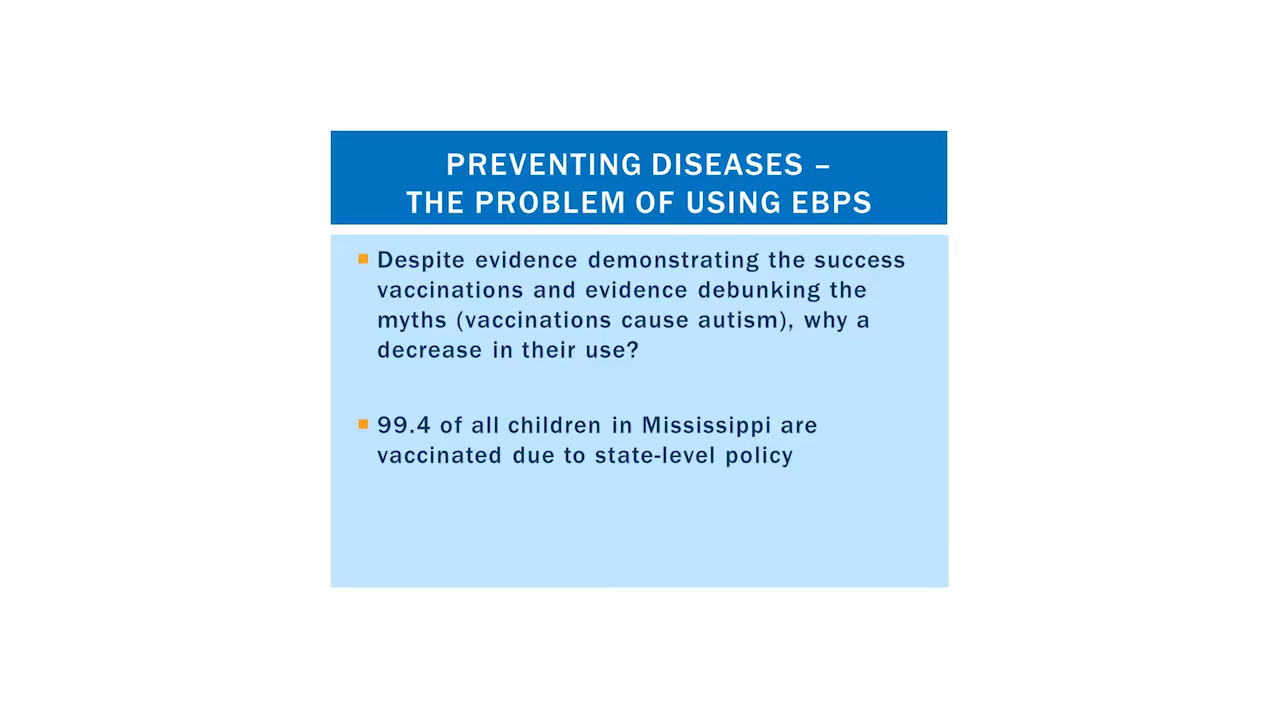 PREVENTING DISEASES –
THE PROBLEM OF USING EBPS
Despite evidence demonstrating the success
vaccinations and evidence debunking the
myths (vaccinations cause autism), why a
decrease in their use?
99.4 of all children in Mississippi are
vaccinated due to state-level policy